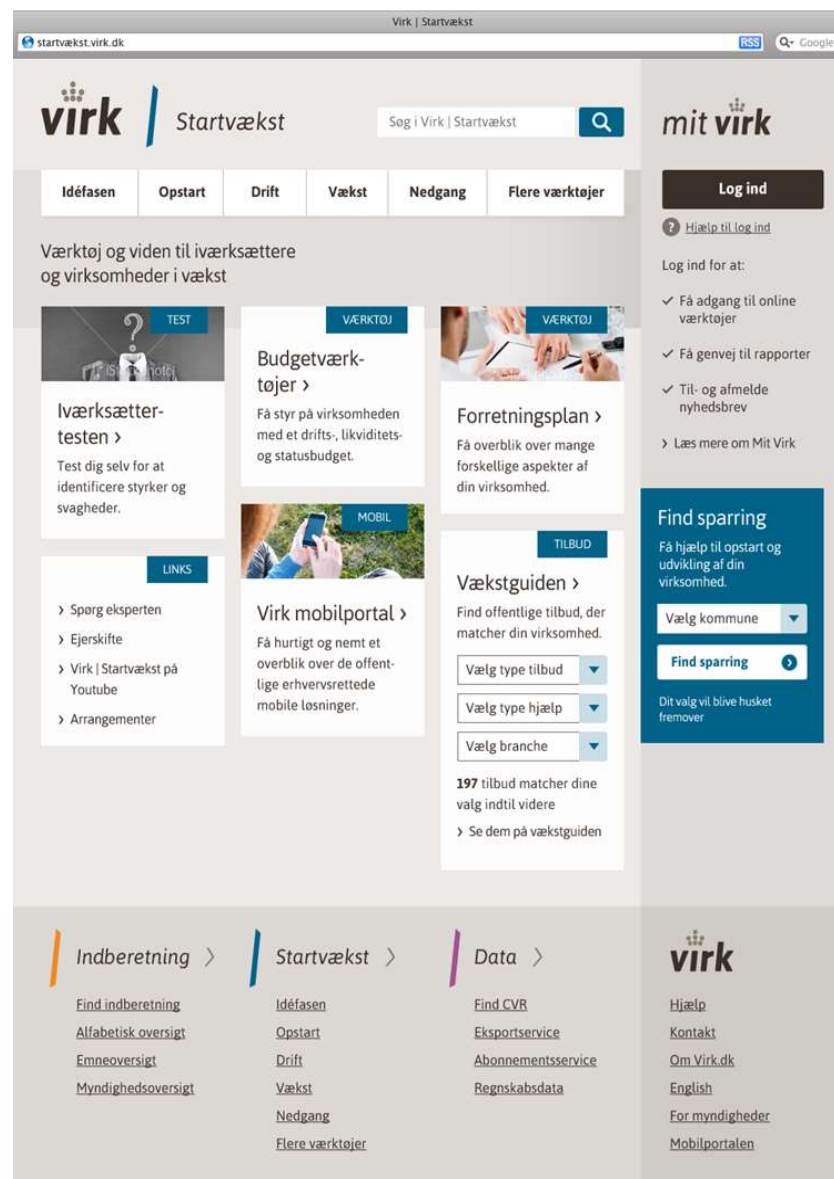 Virk | Startvækst
startvækst.virk.dk
RSS
Google
virk
Startvækst
Søg i Virk | Startvækst
mit virk
Idéfasen
Opstart
Drift
Vækst
Nedgang
Flere værktøjer
Log ind
? Hjælp til log ind
Log ind for at:
Få adgang til online
værktøjer
Få genvej til rapporter
Til- og afmelde
nyhedsbrev
Læs mere om Mit Virk
Værktøj og viden til iværksættere
og virksomheder i vækst
TEST
Iværksætter-
testen
Test dig selv for at
identificere styrker og
svagheder.
VÆRKTØJ
Budgetværk-
tøjer
Få styr på virksomheden
med et drifts-, likviditets-
og statusbudget.
VÆRKTØJ
Forretningsplan
Få overblik over mange
forskellige aspekter af
din virksomhed.
LINKS
Spørg eksperten
Ejerskifte
Virk | Startvækst på
Youtube
Arrangementer
MOBIL
Virk mobilportal
Få hurtigt og nemt et
overblik over de offent-
lige erhvervsrettede
mobile løsninger.
TILBUD
Vækstguiden
Find offentlige tilbud, der
matcher din virksomhed.
Vælg type tilbud
Vælg type hjælp
Vælg branche
197 tilbud matcher dine
valg indtil videre
Se dem på vækstguiden
Find sparring
Få hjælp til opstart og
udvikling af din
virksomhed.
Vælg kommune
Find sparring
Dit valg vil blive husket
fremover
Indberetning
Find indberetning
Alfabetisk oversigt
Emneoversigt
Myndighedsoversigt
Startvækst
Idéfasen
Opstart
Drift
Vækst
Nedgang
Flere værktøjer
Data
Find CVR
Eksportservice
Abonnementsservice
Regnskabsdata
virk
Hjælp
Kontakt
Om Virk.dk
English
For myndigheder
Mobilportalen